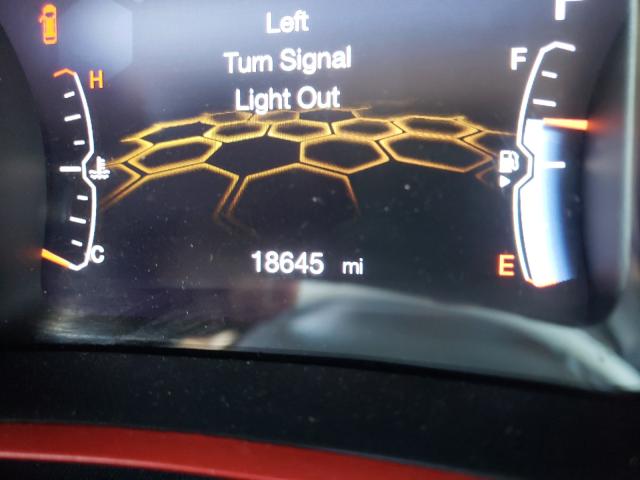 P
Left
Turn Signal
Light Out
H
F
C
E
18645 mi